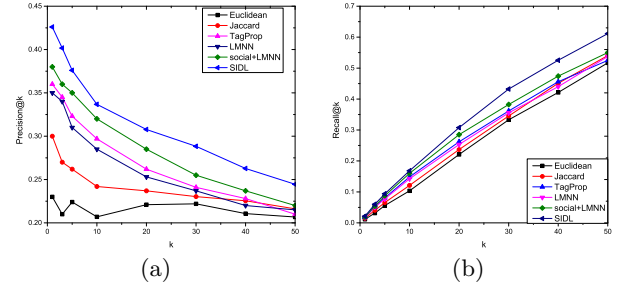 0.45
0.40
0.35
0.30
0.25
0.20
Precision@k
0 10 20 30 40 50
k
Euclidean
Jaccard
TagProp
LMNN
social+LMNN
SIDL
(a)
0.7
0.6
0.5
0.4
0.3
0.2
0.1
0.0
Recall@k
0 10 20 30 40 50
k
Euclidean
Jaccard
TagProp
LMNN
social+LMNN
SIDL
(b)